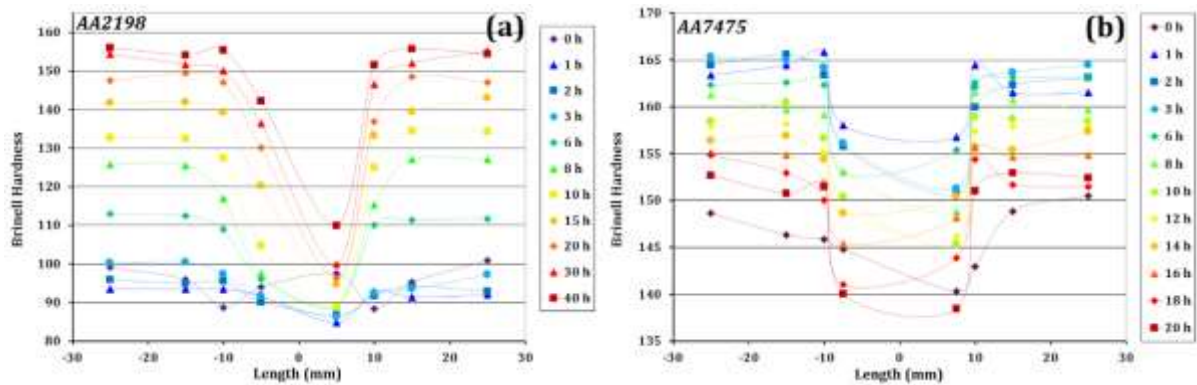 AA2198
(a)
Brinell Hardness
160
150
140
130
120
110
100
90
80
-30
-20
-10
0
10
20
30
Length (mm)
0 h
1 h
2 h
3 h
6 h
8 h
10 h
15 h
20 h
30 h
40 h
AA7475
(b)
Brinell Hardness
170
165
160
155
150
145
140
135
-30
-20
-10
0
10
20
30
Length (mm)
0 h
1 h
2 h
3 h
6 h
8 h
10 h
12 h
14 h
16 h
18 h
20 h